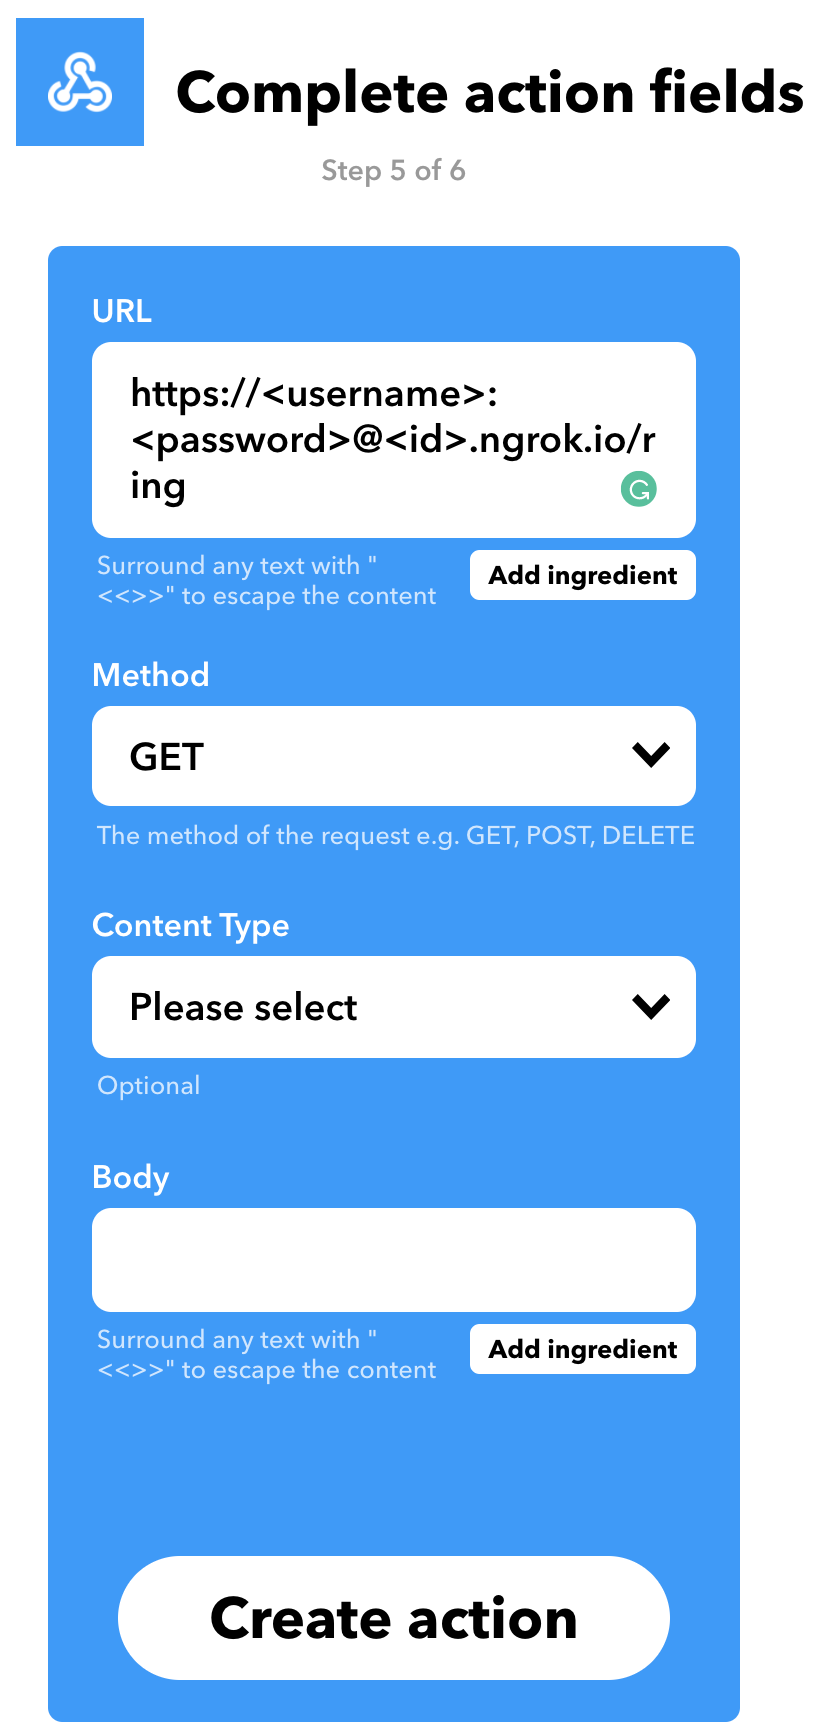 Complete action fields
Step 5 of 6
URL
https://<username>:
<password>@<id>.ngrok.io/r
ing
Surround any text with "
<<>>" to escape the content
Add ingredient
Method
GET
The method of the request e.g. GET, POST, DELETE
Content Type
Please select
Optional
Body
Surround any text with "
<<>>" to escape the content
Add ingredient
Create action